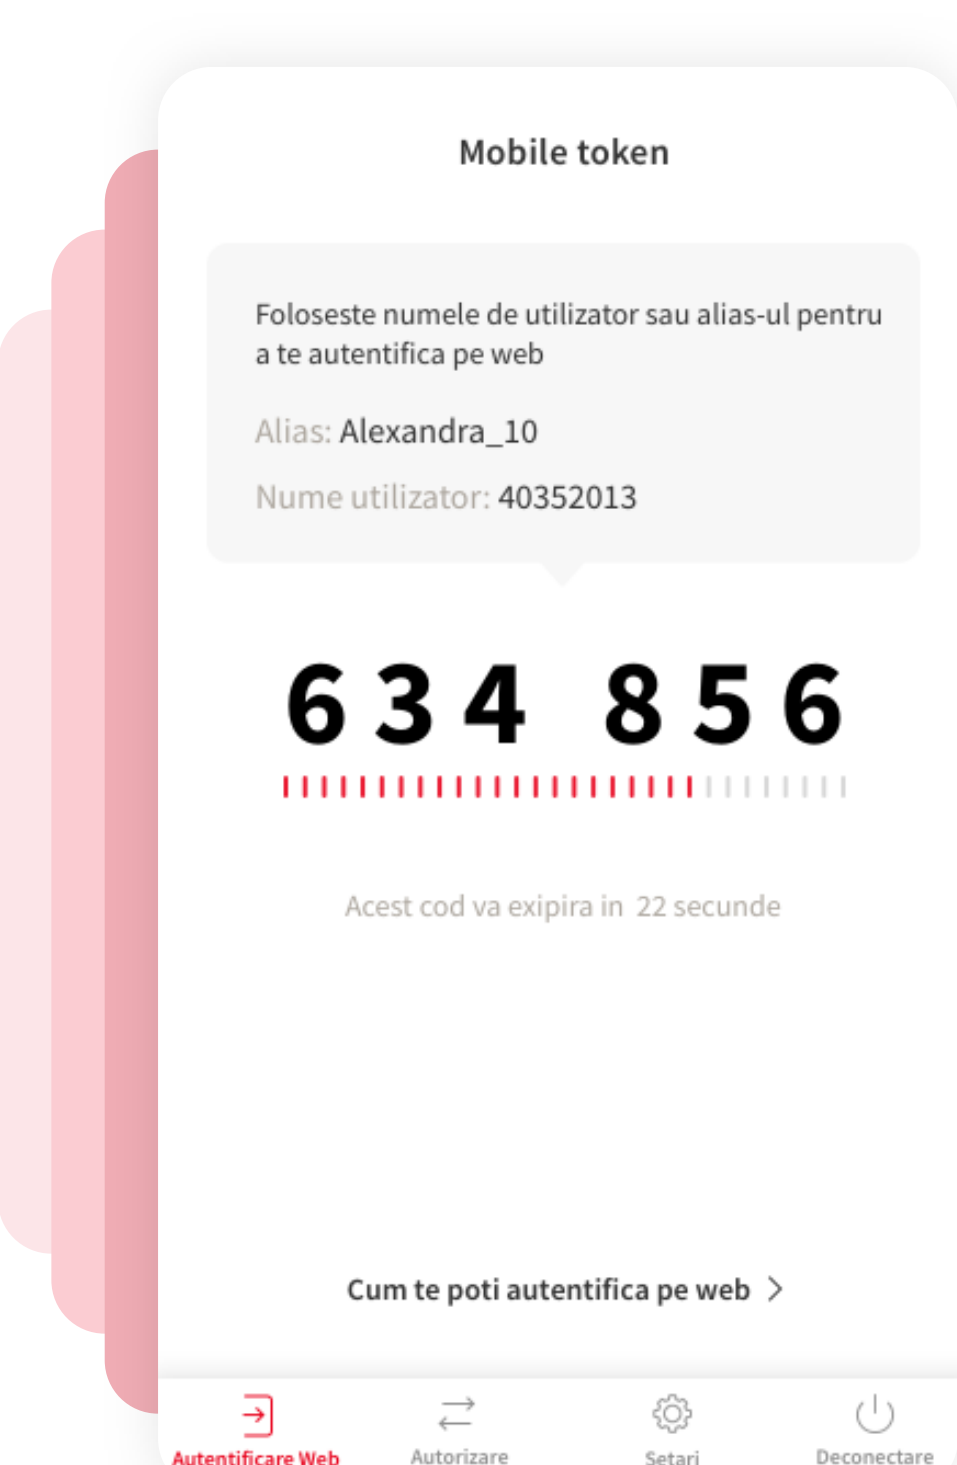 Mobile token
Foloseste numele de utilizator sau alias-ul pentru
a te autentifica pe web
Alias: Alexandra_10
Nume utilizator: 40352013
634 856
Acest cod va exipira in 22 secunde
Cum te poti autentifica pe web
Autentificare Web
Autorizare
Setari
Deconectare